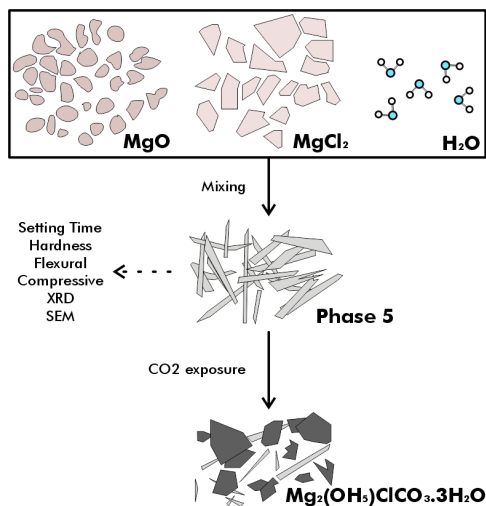 MgO
MgCl₂
H₂O
Mixing
Setting Time
Hardness
Flexural
Compressive
XRD
SEM
Phase 5
CO2 exposure
Mg₂(OH₅)ClCO₃.3H₂O